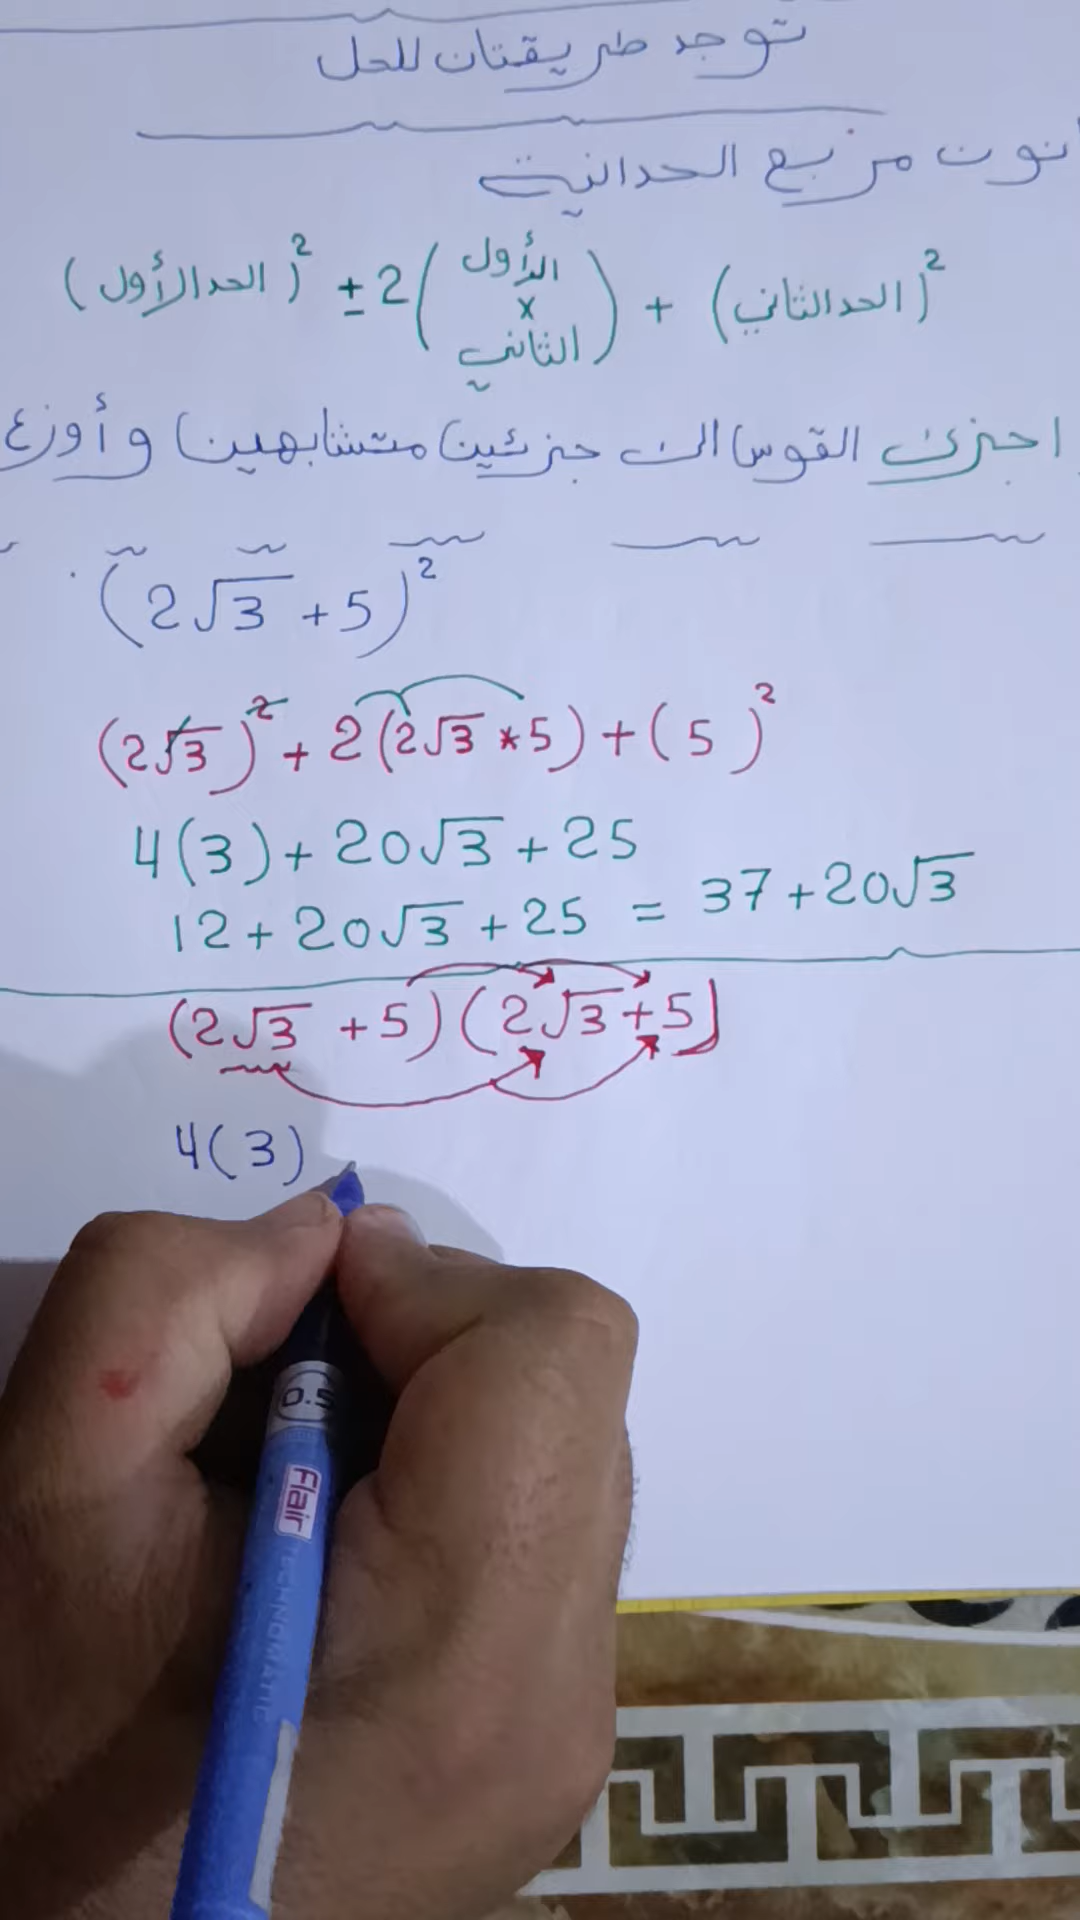 توجد طريقتان للحل
مربع الحدانية
(الحد الأول)² ± 2(الأول × الثاني) + (الحد الثاني)²
اجزئ القوس الى جزئين متشابهين وأوزع
(2√3 + 5)²
(2√3)² + 2(2√3 * 5) + (5)²
4(3) + 20√3 + 25
12 + 20√3 + 25 = 37 + 20√3
(2√3 + 5)(2√3 + 5)
4(3)
0.5
Flair
TECHNOMATIC